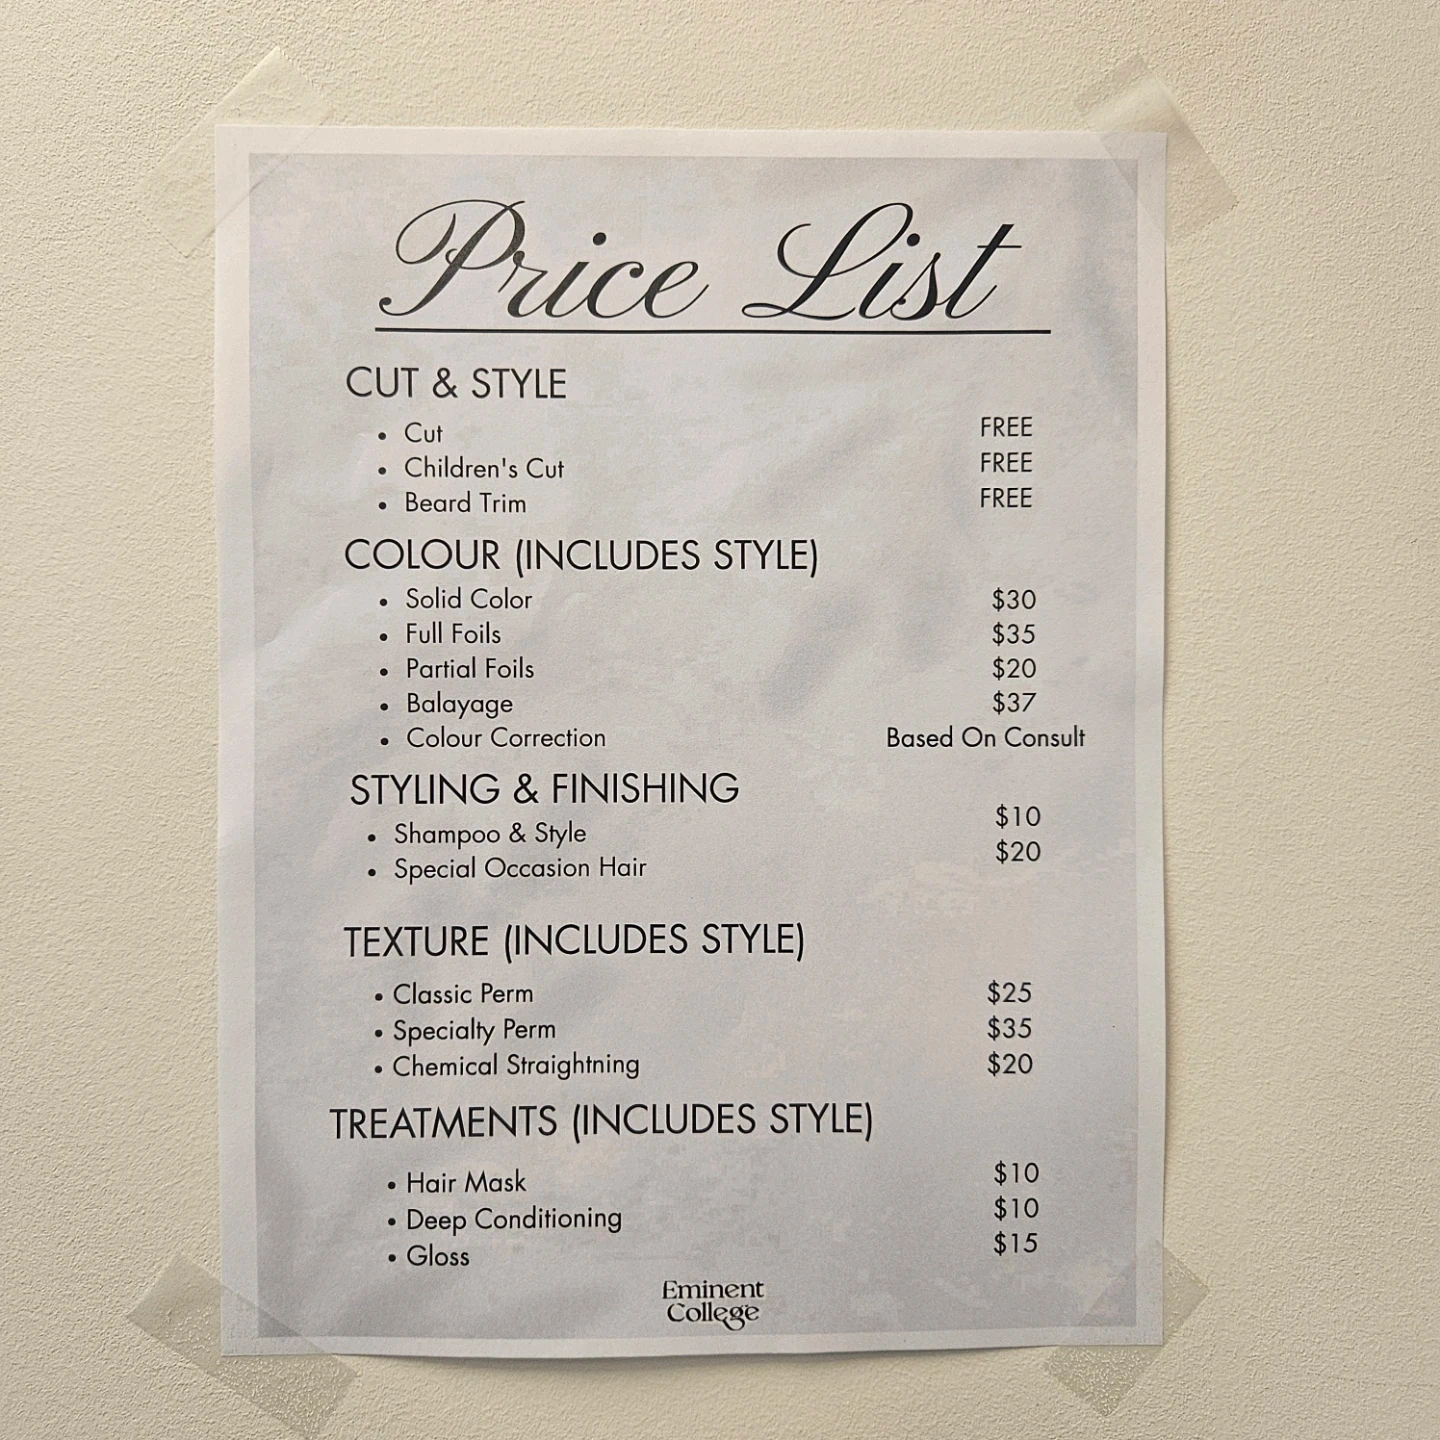 Price List
CUT & STYLE
• Cut FREE
• Children's Cut FREE
• Beard Trim FREE
COLOUR (INCLUDES STYLE)
• Solid Color $30
• Full Foils $35
• Partial Foils $20
• Balayage $37
• Colour Correction Based On Consult
STYLING & FINISHING
• Shampoo & Style $10
• Special Occasion Hair $20
TEXTURE (INCLUDES STYLE)
• Classic Perm $25
• Specialty Perm $35
• Chemical Straightning $20
TREATMENTS (INCLUDES STYLE)
• Hair Mask $10
• Deep Conditioning $10
• Gloss $15
Eminent
College